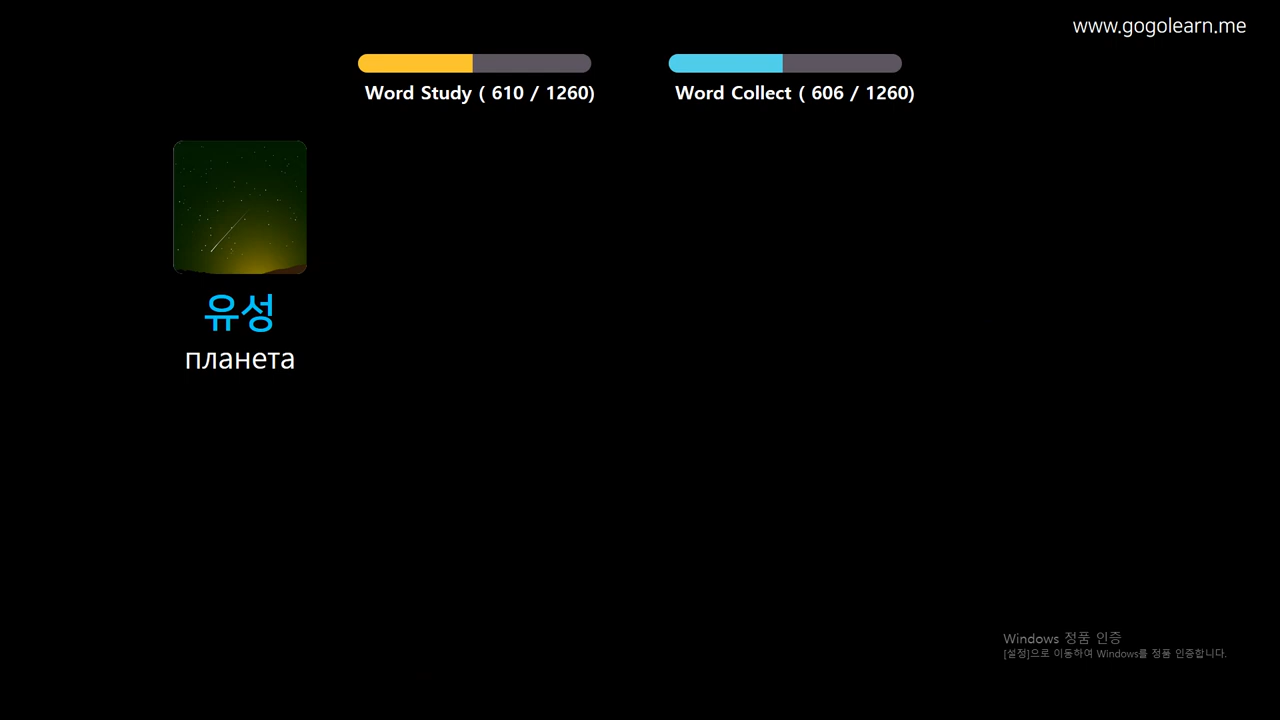 www.gogolearn.me
Word Study ( 610 / 1260)
Word Collect ( 606 / 1260)
유성
планета
Windows 정품 인증
[설정]으로 이동하여 Windows를 정품 인증합니다.